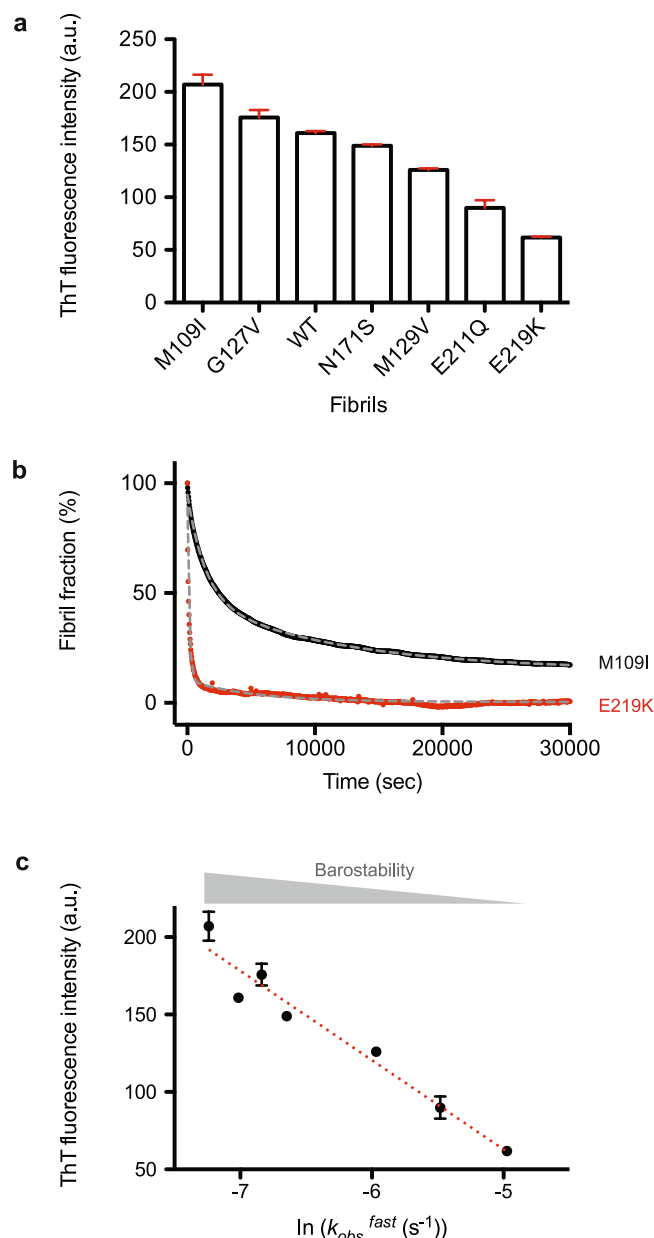 a
ThT fluorescence intensity (a.u.)
250
200
150
100
50
0
M109I
G127V
WT
N171S
M129V
E211Q
E219K
Fibrils
b
Fibril fraction (%)
100
50
0
M109I
E219K
0
10000
20000
30000
Time (sec)
c
Barostability
ThT fluorescence intensity (a.u.)
200
150
100
50
-7
-6
-5
ln (k_obs^fast (s⁻¹))